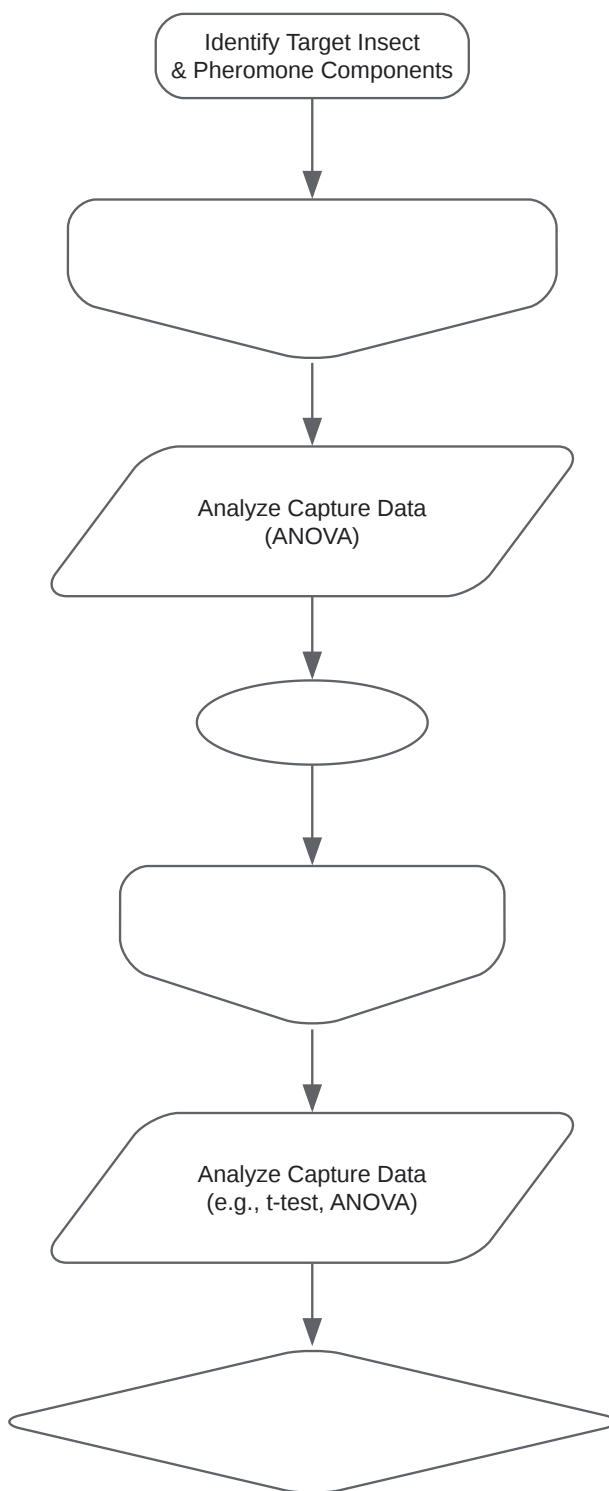 Identify Target Insect
& Pheromone Components
Analyze Capture Data
(ANOVA)
Analyze Capture Data
(e.g., t-test, ANOVA)